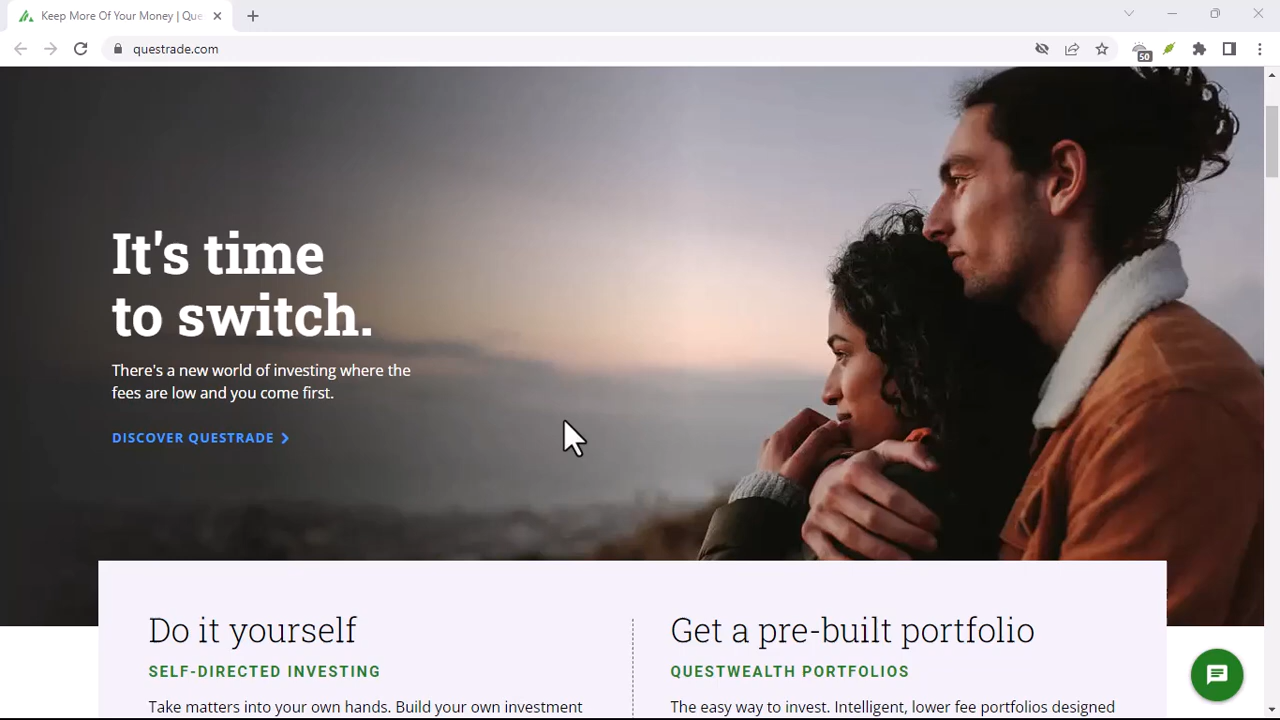 Keep More Of Your Money | Que
questrade.com
50
It's time
to switch.
There's a new world of investing where the
fees are low and you come first.
DISCOVER QUESTRADE
Do it yourself
SELF-DIRECTED INVESTING
Take matters into your own hands. Build your own investment
Get a pre-built portfolio
QUESTWEALTH PORTFOLIOS
The easy way to invest. Intelligent, lower fee portfolios designed